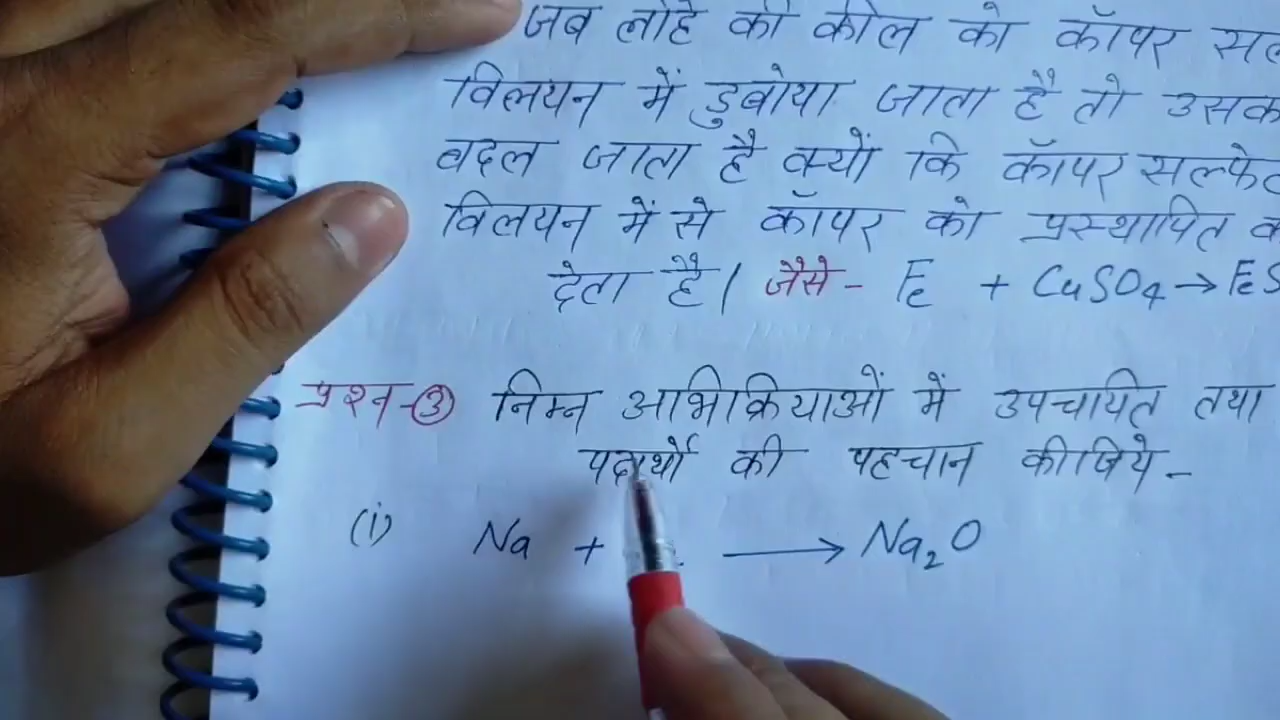 जब लोहे की कील को कॉपर सल
विलयन में डुबोया जाता है तो उसक
बदल जाता है क्यों कि कॉपर सल्फेट
विलयन में से कॉपर को प्रस्थापित क
देता है। जैसे - Fe + CuSO4 → FeS
प्रश्न-③ निम्न अभिक्रियाओं में उपचायित तथा
पदार्थो की पहचान कीजिये -
(i) Na + → Na₂O